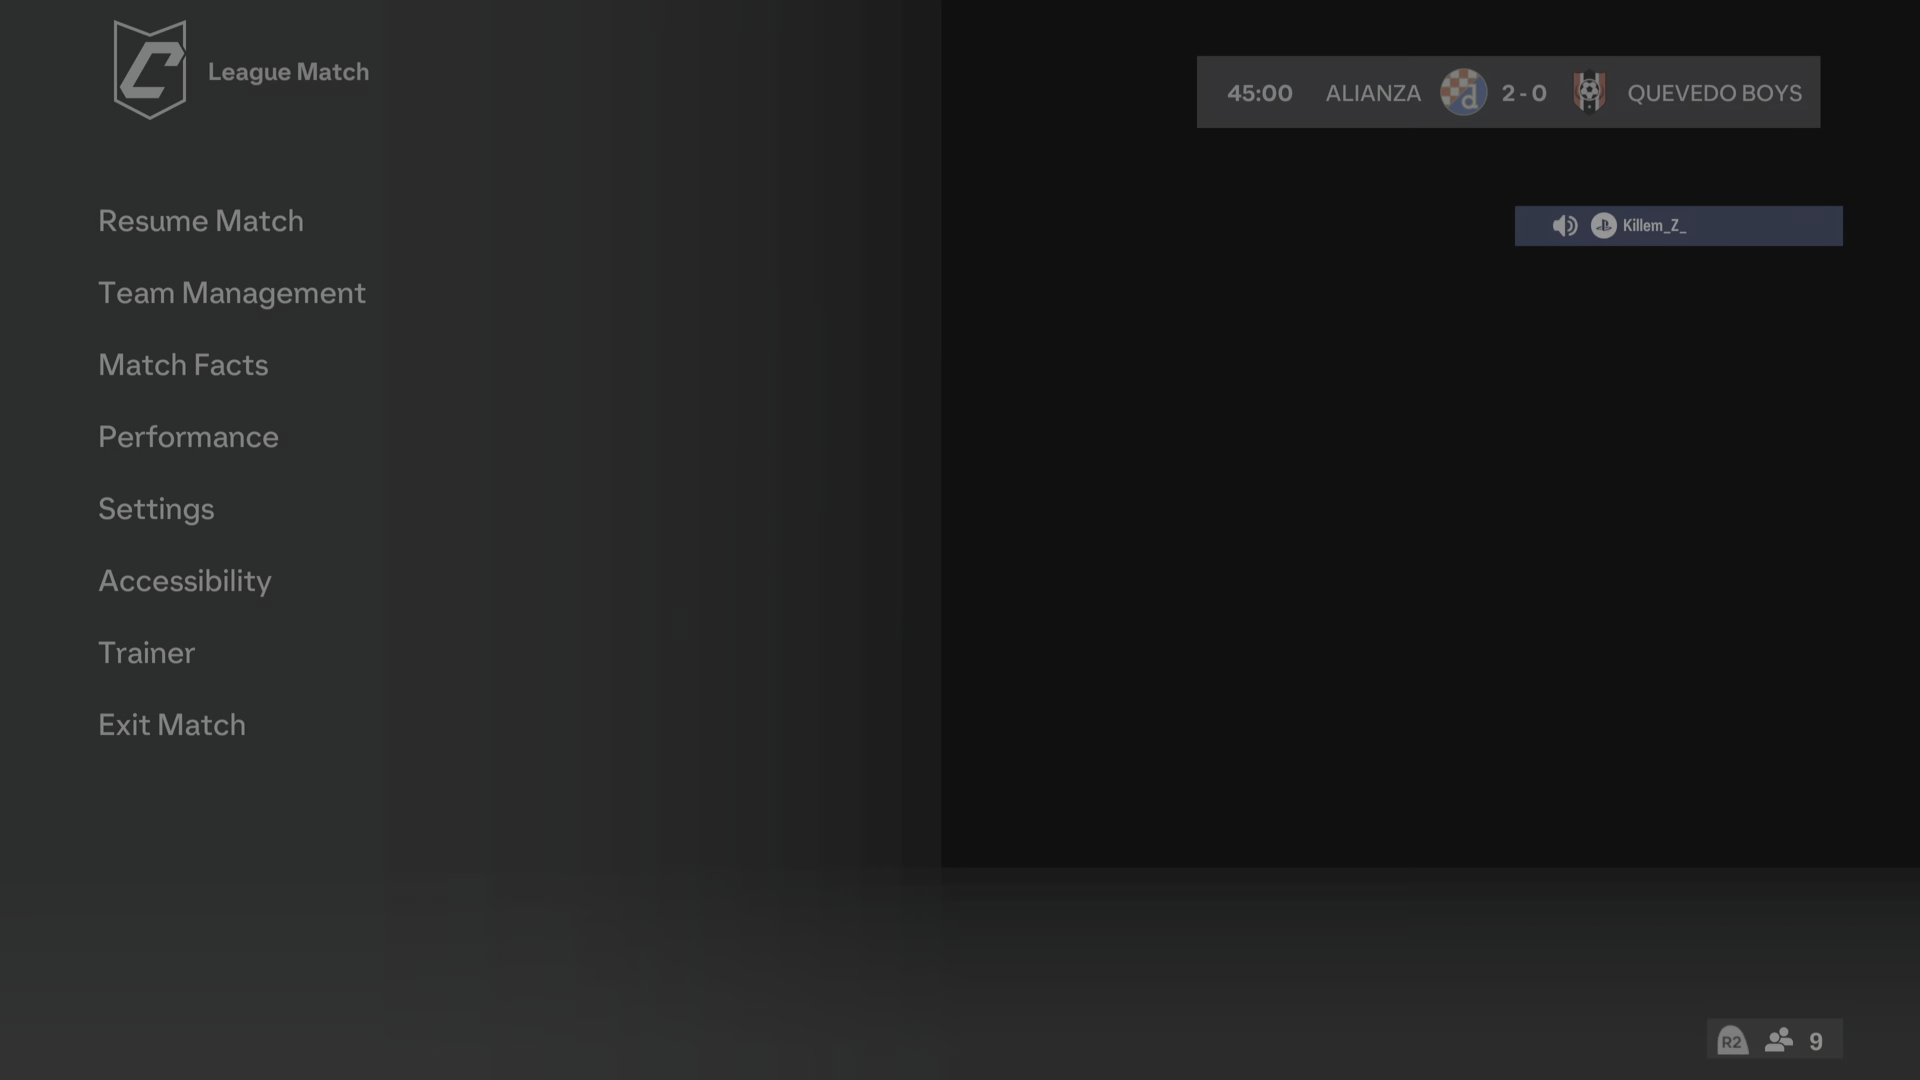 League Match
45:00 ALIANZA 2 - 0 QUEVEDO BOYS
Killem_Z_
Resume Match
Team Management
Match Facts
Performance
Settings
Accessibility
Trainer
Exit Match
R2 9